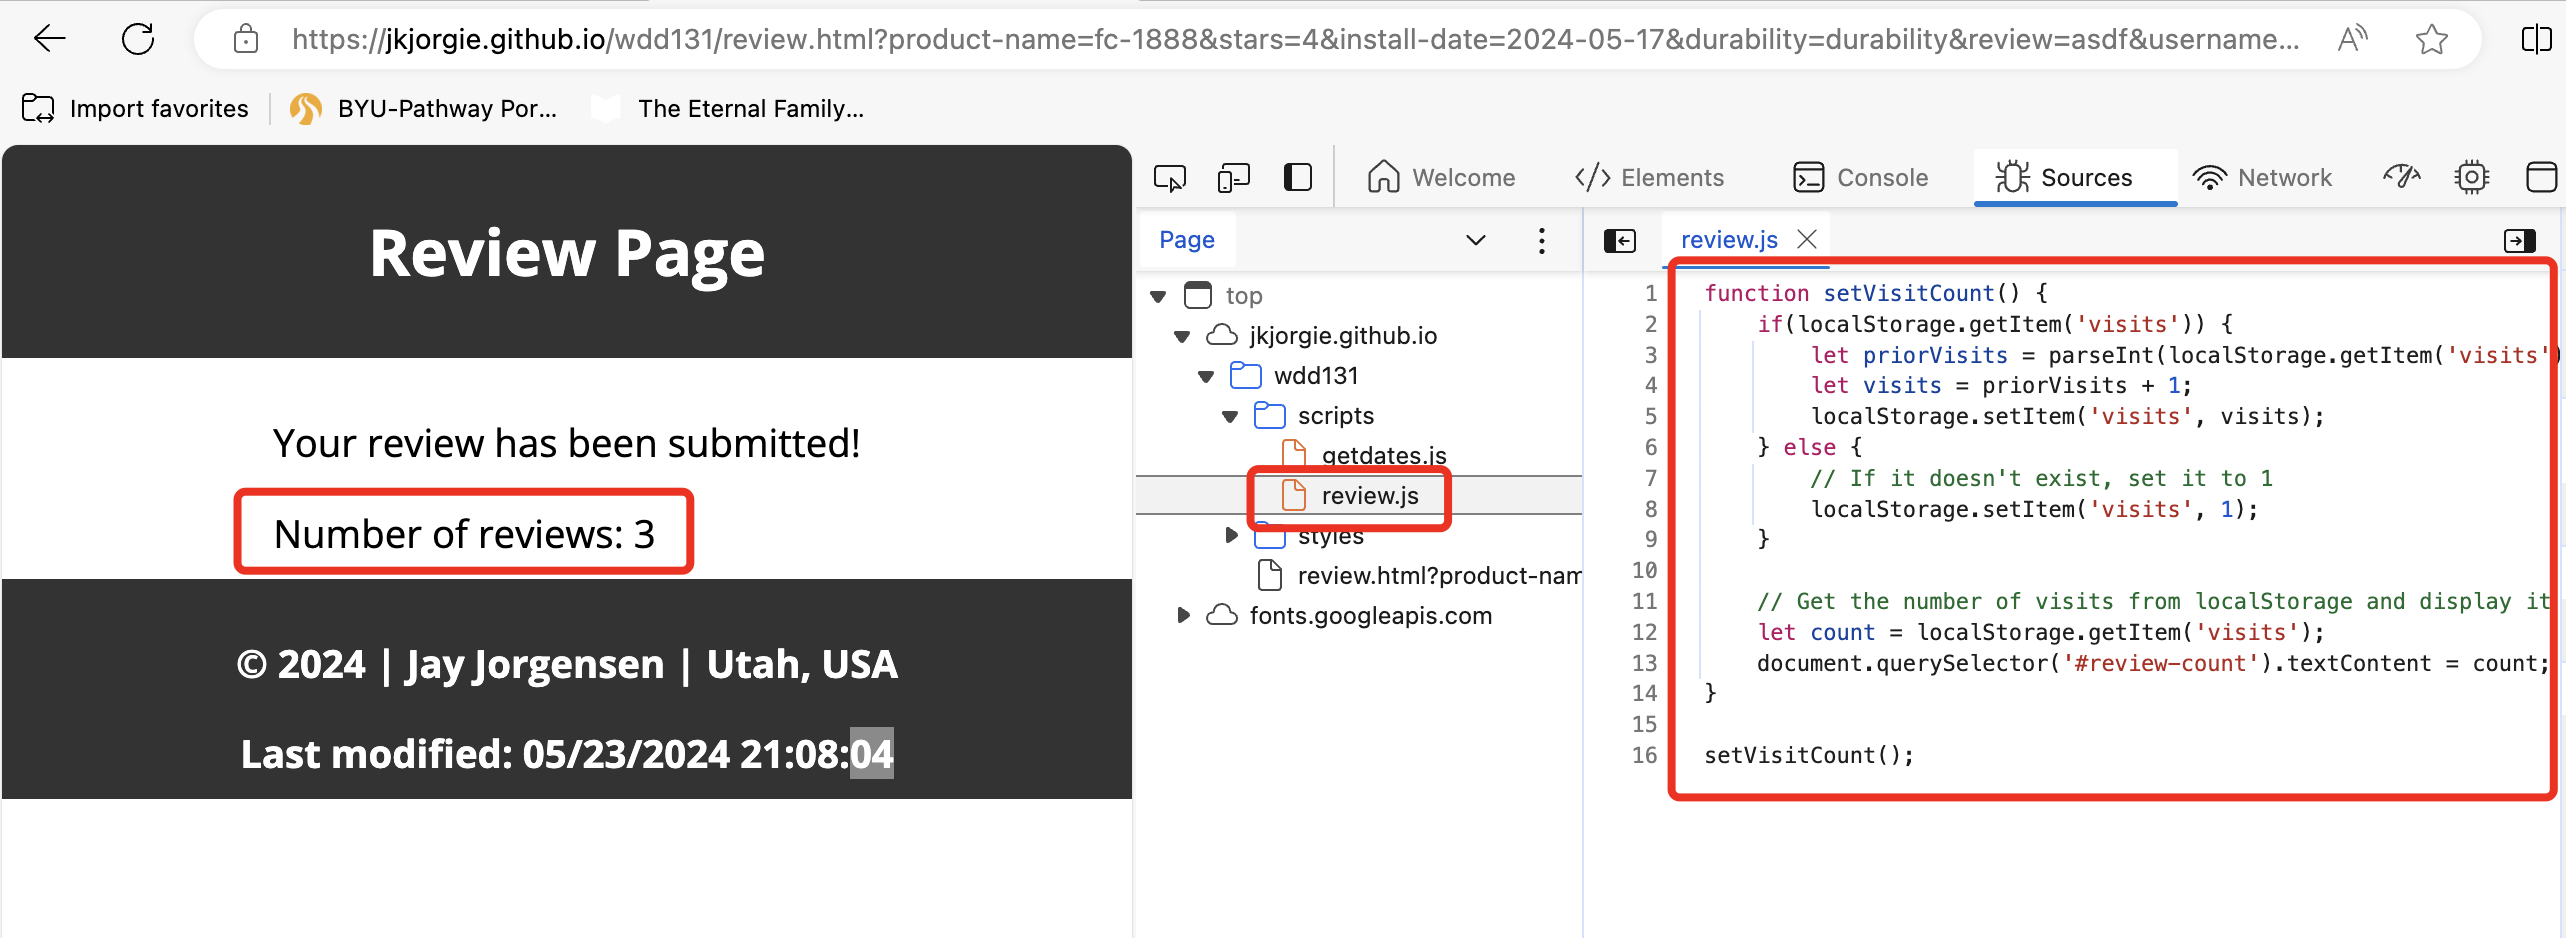 https://jkjorgie.github.io/wdd131/review.html?product-name=fc-1888&stars=4&install-date=2024-05-17&durability=durability&review=asdf&username...
Import favorites
BYU-Pathway Por...
The Eternal Family...
Review Page
Your review has been submitted!
Number of reviews: 3
© 2024 | Jay Jorgensen | Utah, USA
Last modified: 05/23/2024 21:08:04
Welcome
Elements
Console
Sources
Network
Page
top
jkjorgie.github.io
wdd131
scripts
getdates.js
review.js
styles
review.html?product-nam
fonts.googleapis.com
review.js
1 function setVisitCount() {
2 if(localStorage.getItem('visits')) {
3 let priorVisits = parseInt(localStorage.getItem('visits')
4 let visits = priorVisits + 1;
5 localStorage.setItem('visits', visits);
6 } else {
7 // If it doesn't exist, set it to 1
8 localStorage.setItem('visits', 1);
9 }
10
11 // Get the number of visits from localStorage and display it
12 let count = localStorage.getItem('visits');
13 document.querySelector('#review-count').textContent = count;
14 }
15
16 setVisitCount();